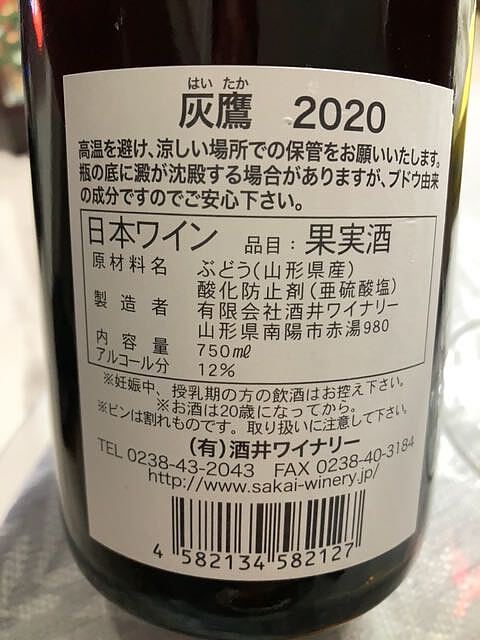 はい たか
灰鷹 2020
高温を避け、涼しい場所での保管をお願いいたします。
瓶の底に澱が沈殿する場合がありますが、ブドウ由来
の成分ですのでご安心下さい。
日本ワイン 品目：果実酒
原材料名 ぶどう(山形県産)
酸化防止剤(亜硫酸塩)
製造者 有限会社酒井ワイナリー
山形県南陽市赤湯980
内容量 750ml
アルコール分 12%
※妊娠中、授乳期の方の飲酒はお控え下さい。
※お酒は20歳になってから。
※ビンは割れものです。取り扱いに注意して下さい。
(有)酒井ワイナリー
TEL 0238-43-2043 FAX 0238-40-3184
http://www.sakai-winery.jp/
4 582134 582127